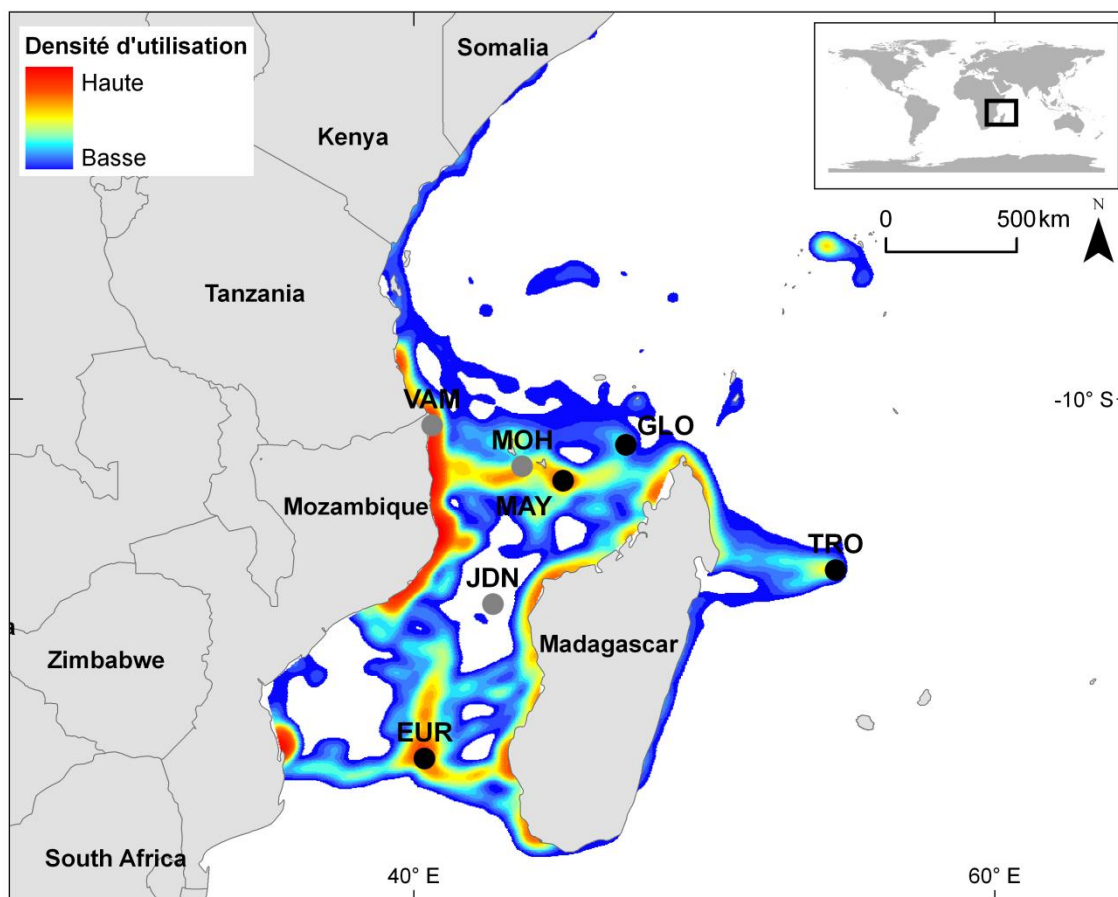 Densité d'utilisation
Haute
Basse
Somalia
Kenya
N
0 500 km
Tanzania
VAM
GLO
-10° S
MOH
Mozambique
MAY
TRO
JDN
Madagascar
Zimbabwe
a
EUR
South Africa
40° E
60° E